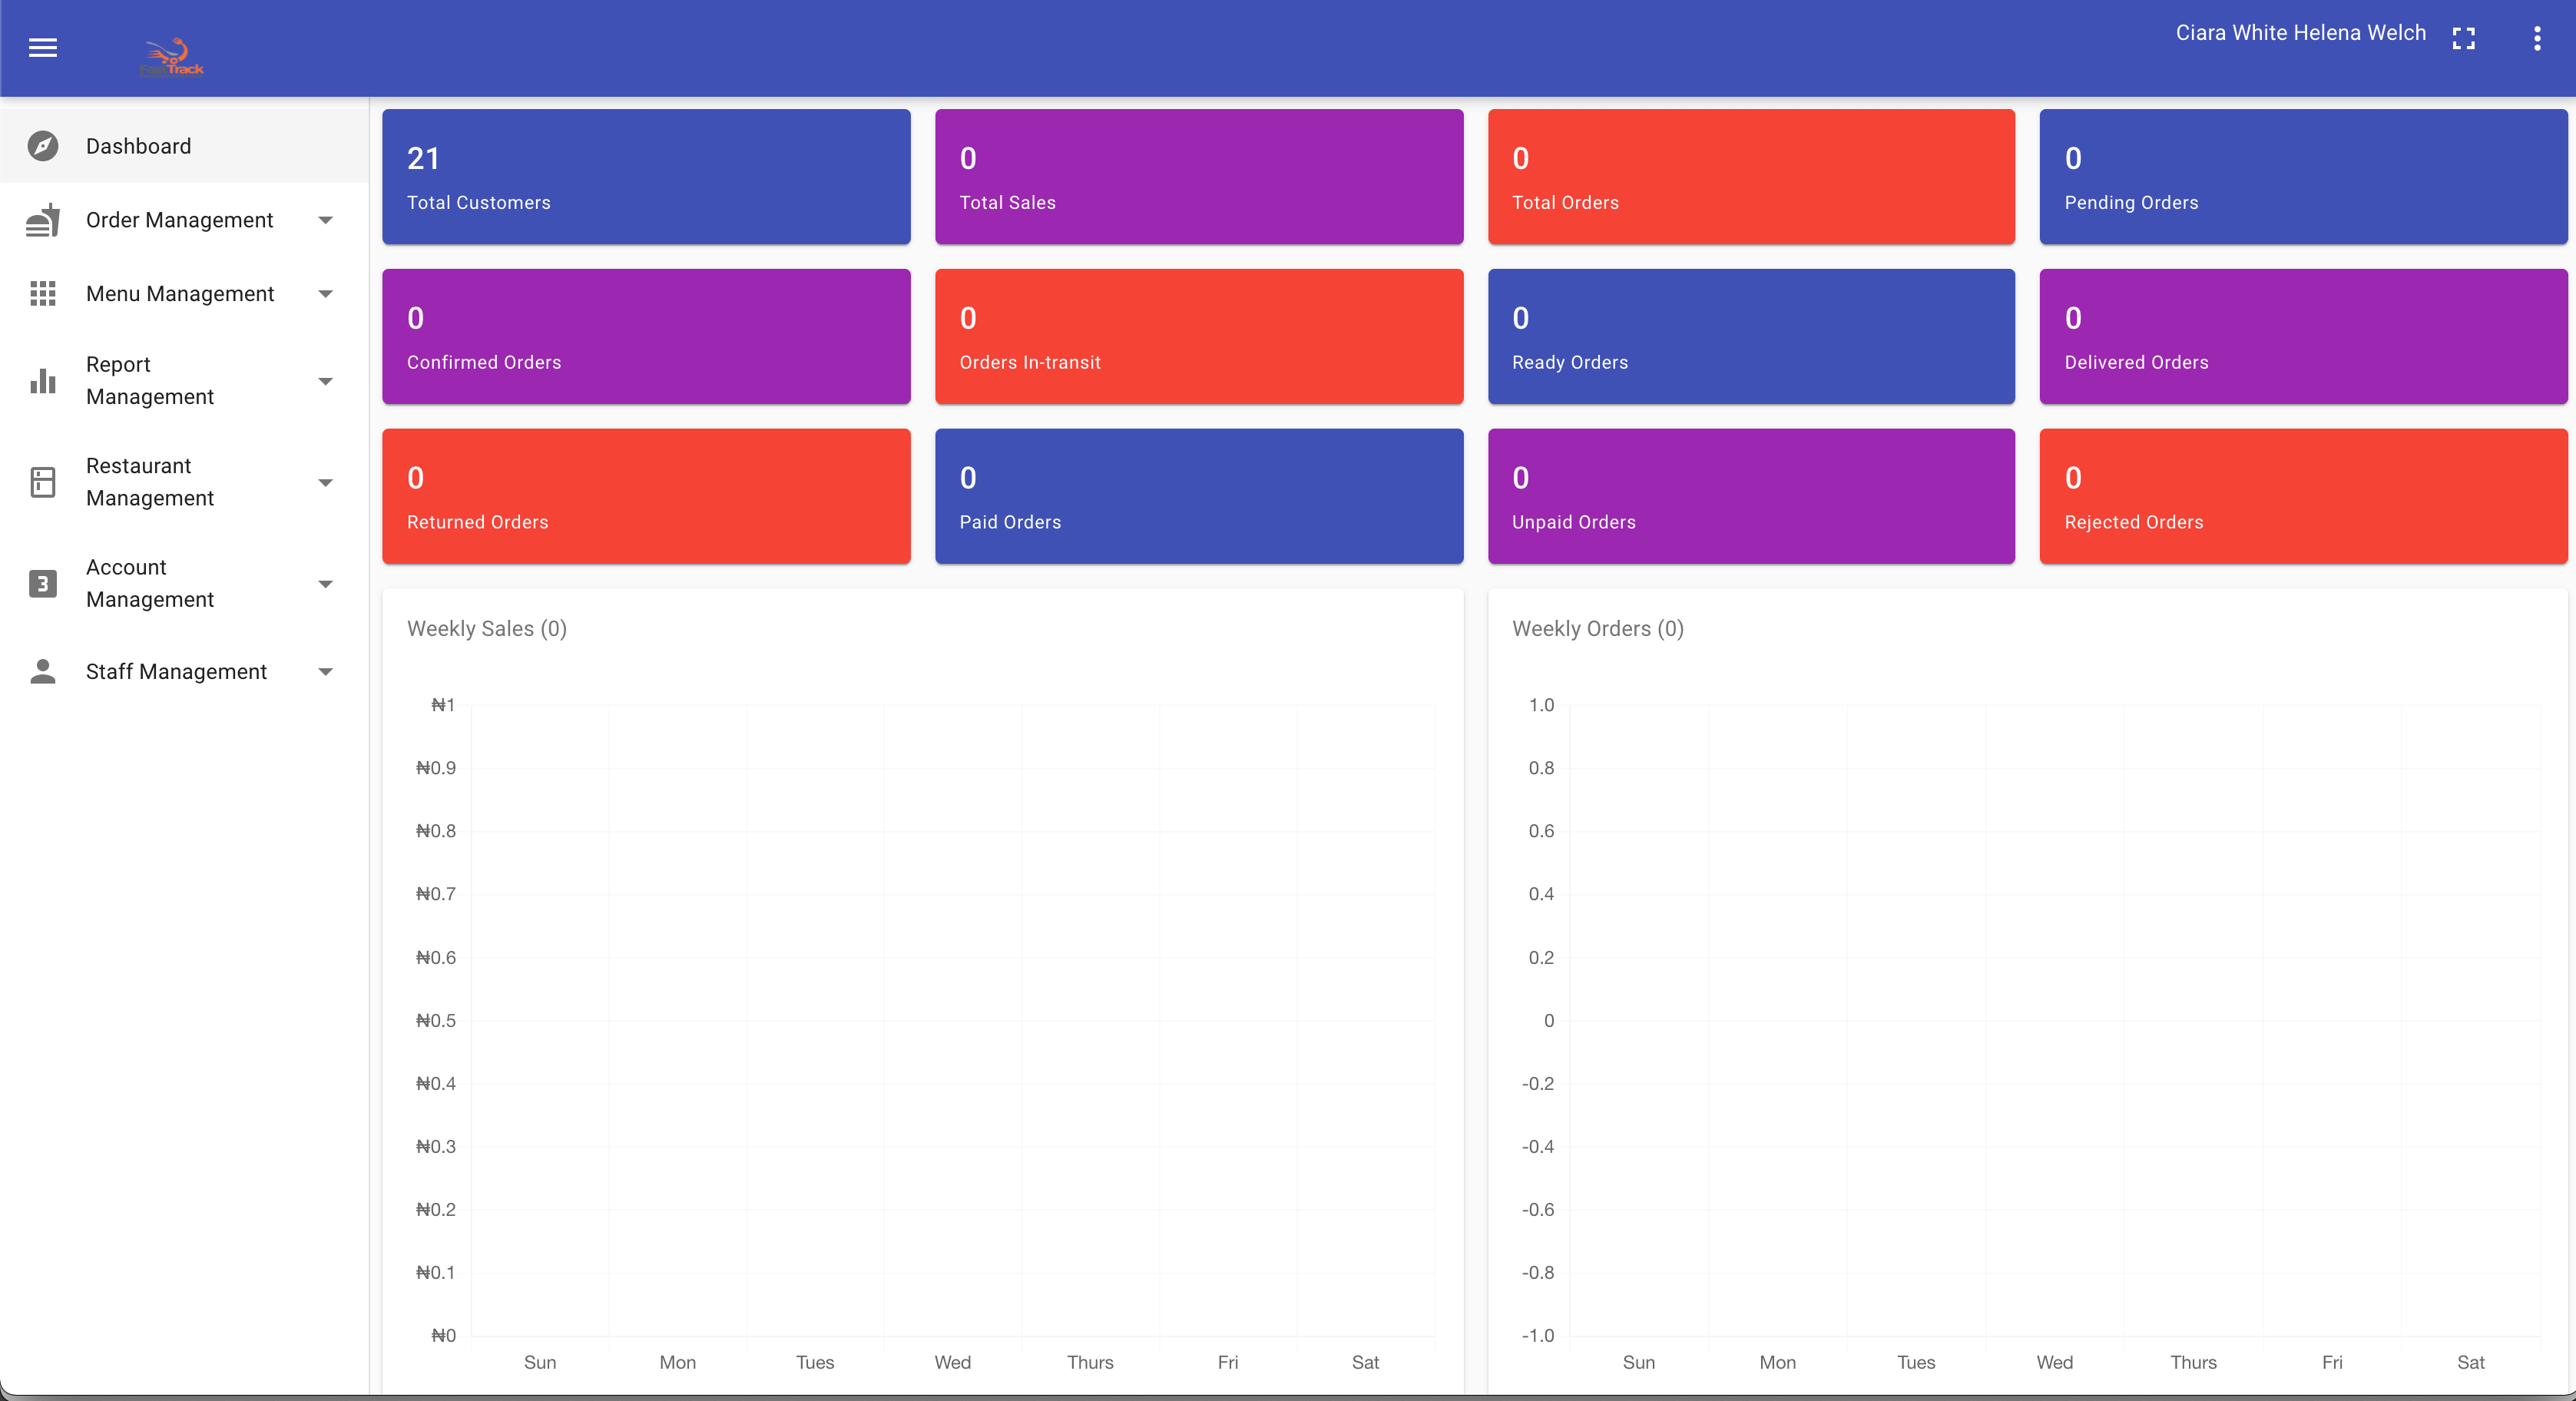 FastTrack
Ciara White Helena Welch
Dashboard
Order Management
Menu Management
Report
Management
Restaurant
Management
3
Account
Management
Staff Management
21
Total Customers
0
Total Sales
0
Total Orders
0
Pending Orders
0
Confirmed Orders
0
Orders In-transit
0
Ready Orders
0
Delivered Orders
0
Returned Orders
0
Paid Orders
0
Unpaid Orders
0
Rejected Orders
Weekly Sales (0)
₦1
₦0.9
₦0.8
₦0.7
₦0.6
₦0.5
₦0.4
₦0.3
₦0.2
₦0.1
₦0
Sun Mon Tues Wed Thurs Fri Sat
Weekly Orders (0)
1.0
0.8
0.6
0.4
0.2
0
-0.2
-0.4
-0.6
-0.8
-1.0
Sun Mon Tues Wed Thurs Fri Sat